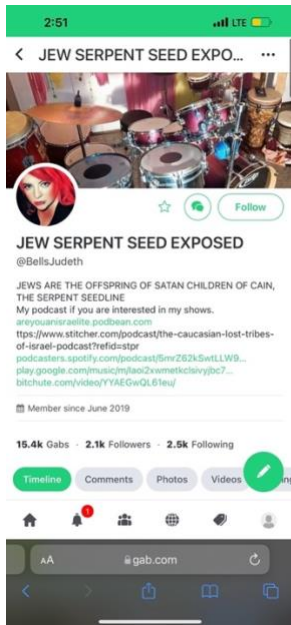 2:51
LTE
JEW SERPENT SEED EXPO... ...
Follow
JEW SERPENT SEED EXPOSED
@BellsJudeth
JEWS ARE THE OFFSPRING OF SATAN CHILDREN OF CAIN,
THE SERPENT SEEDLINE
My podcast if you are interested in my shows.
areyouanisraelite.podbean.com
ttps://www.stitcher.com/podcast/the-caucasian-lost-tribes-
of-israel-podcast?refid=stpr
podcasters.spotify.com/podcast/5mrZ62kSwtLLW9...
play.google.com/music/m/Iaoi2xwmetkclsivyjbc7...
bitchute.com/video/YYAEGwQL61eu/
Member since June 2019
15.4k Gabs · 2.1k Followers · 2.5k Following
Timeline
Comments
Photos
Videos
1
AA
gab.com